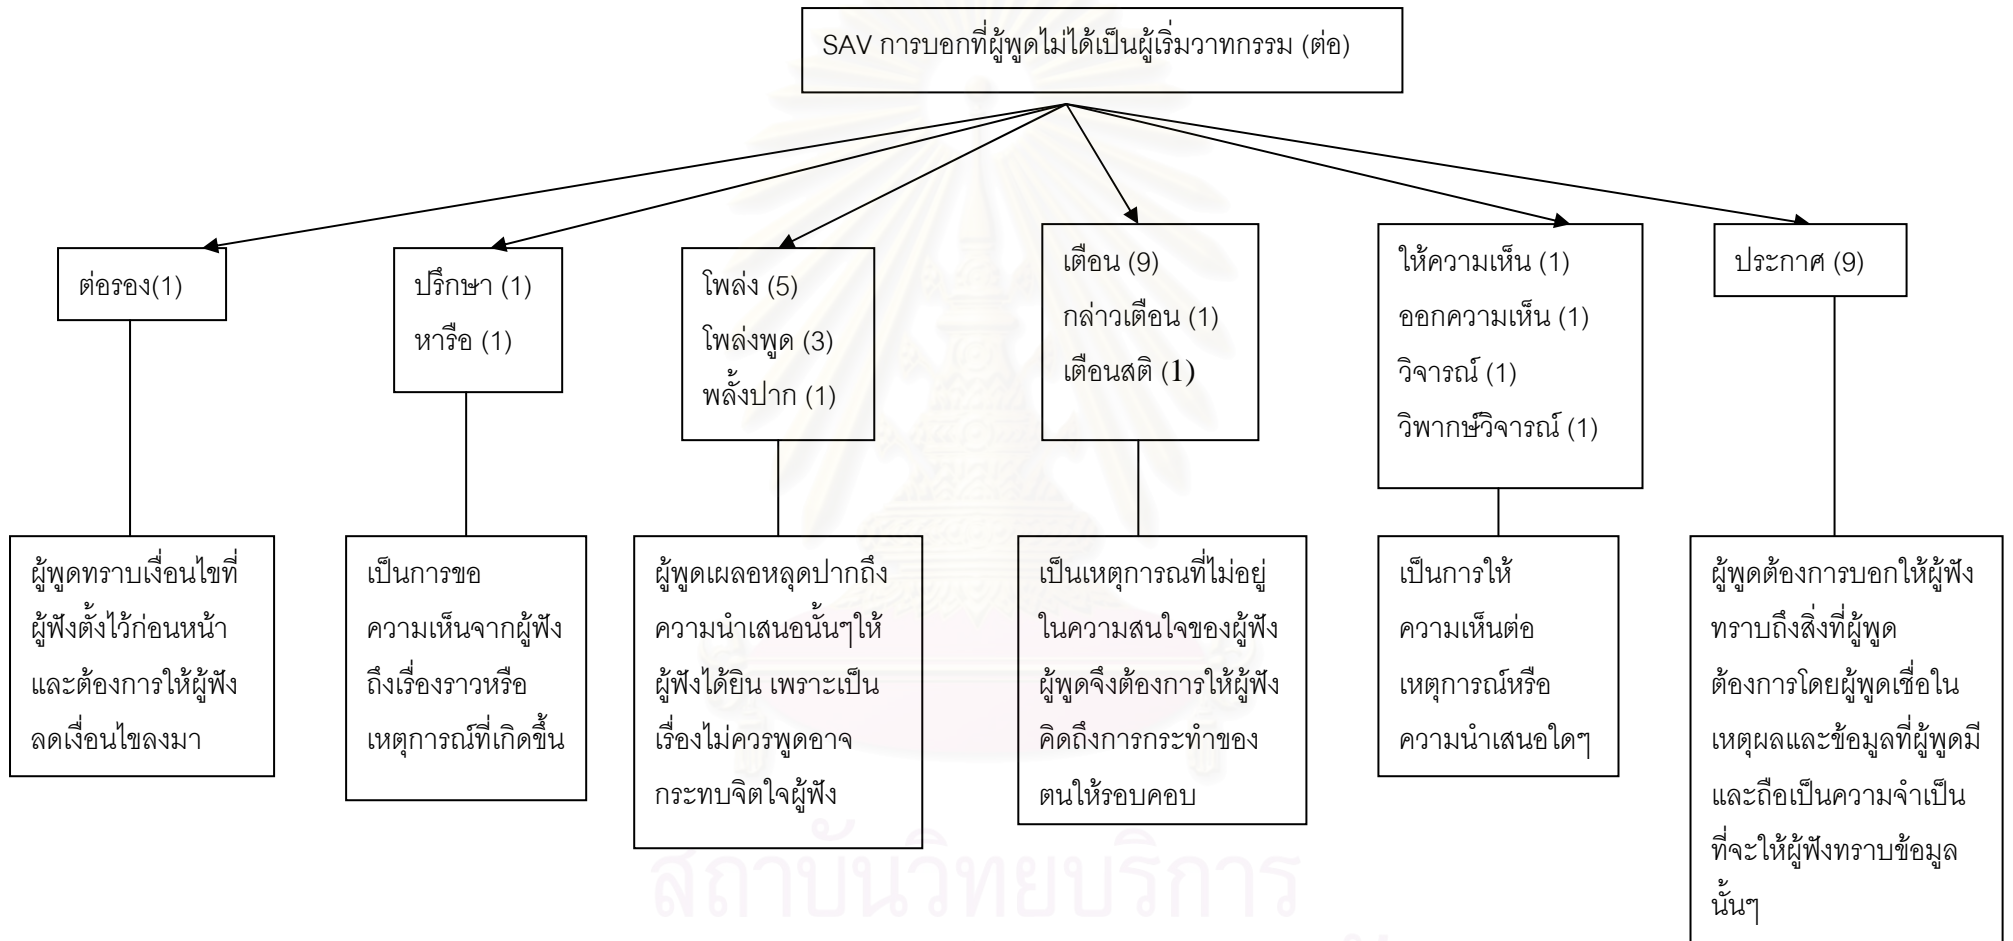 SAV การบอกที่ผู้พูดไม่ได้เป็นผู้เริ่มวาทกรรม (ต่อ)
ต่อรอง(1)
ปรึกษา (1)
หารือ (1)
โพล่ง (5)
โพล่งพูด (3)
พลั้งปาก (1)
เตือน (9)
กล่าวเตือน (1)
เตือนสติ (1)
ให้ความเห็น (1)
ออกความเห็น (1)
วิจารณ์ (1)
วิพากษ์วิจารณ์ (1)
ประกาศ (9)
ผู้พูดทราบเงื่อนไขที่
ผู้ฟังตั้งไว้ก่อนหน้า
และต้องการให้ผู้ฟัง
ลดเงื่อนไขลงมา
เป็นการขอ
ความเห็นจากผู้ฟัง
ถึงเรื่องราวหรือ
เหตุการณ์ที่เกิดขึ้น
ผู้พูดเผลอหลุดปากถึง
ความนำเสนอนั้นๆให้
ผู้ฟังได้ยิน เพราะเป็น
เรื่องไม่ควรพูดอาจ
กระทบจิตใจผู้ฟัง
เป็นเหตุการณที่ไม่อยู่
ในความสนใจของผู้ฟัง
ผู้พูดจึงต้องการให้ผู้ฟัง
คิดถึงการกระทำของ
ตนให้รอบคอบ
เป็นการให้
ความเห็นต่อ
เหตุการณ์หรือ
ความนำเสนอใดๆ
ผู้พูดต้องการบอกให้ผู้ฟัง
ทราบถึงสิ่งที่ผู้พูด
ต้องการโดยผู้พูดเชื่อใน
เหตุผลและข้อมูลที่ผู้พูดมี
และถือเป็นความจำเป็น
ที่จะให้ผู้ฟังทราบข้อมูล
นั้นๆ
สถาบันวิทยบริการ